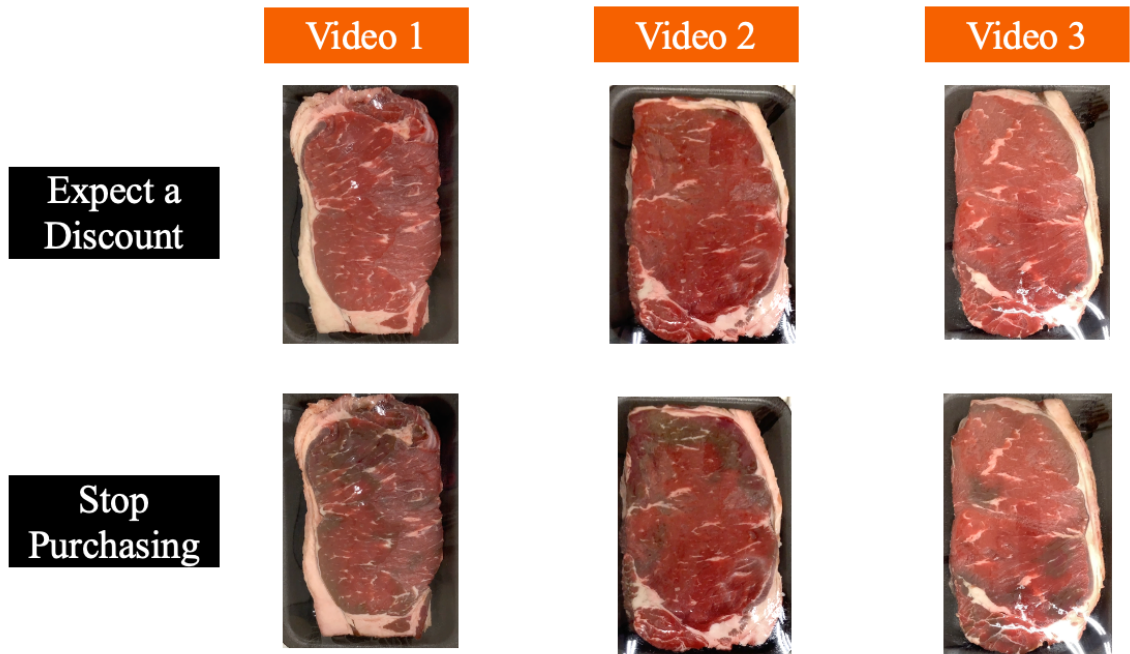 Video 1
Video 2
Video 3
Expect a
Discount
Stop
Purchasing